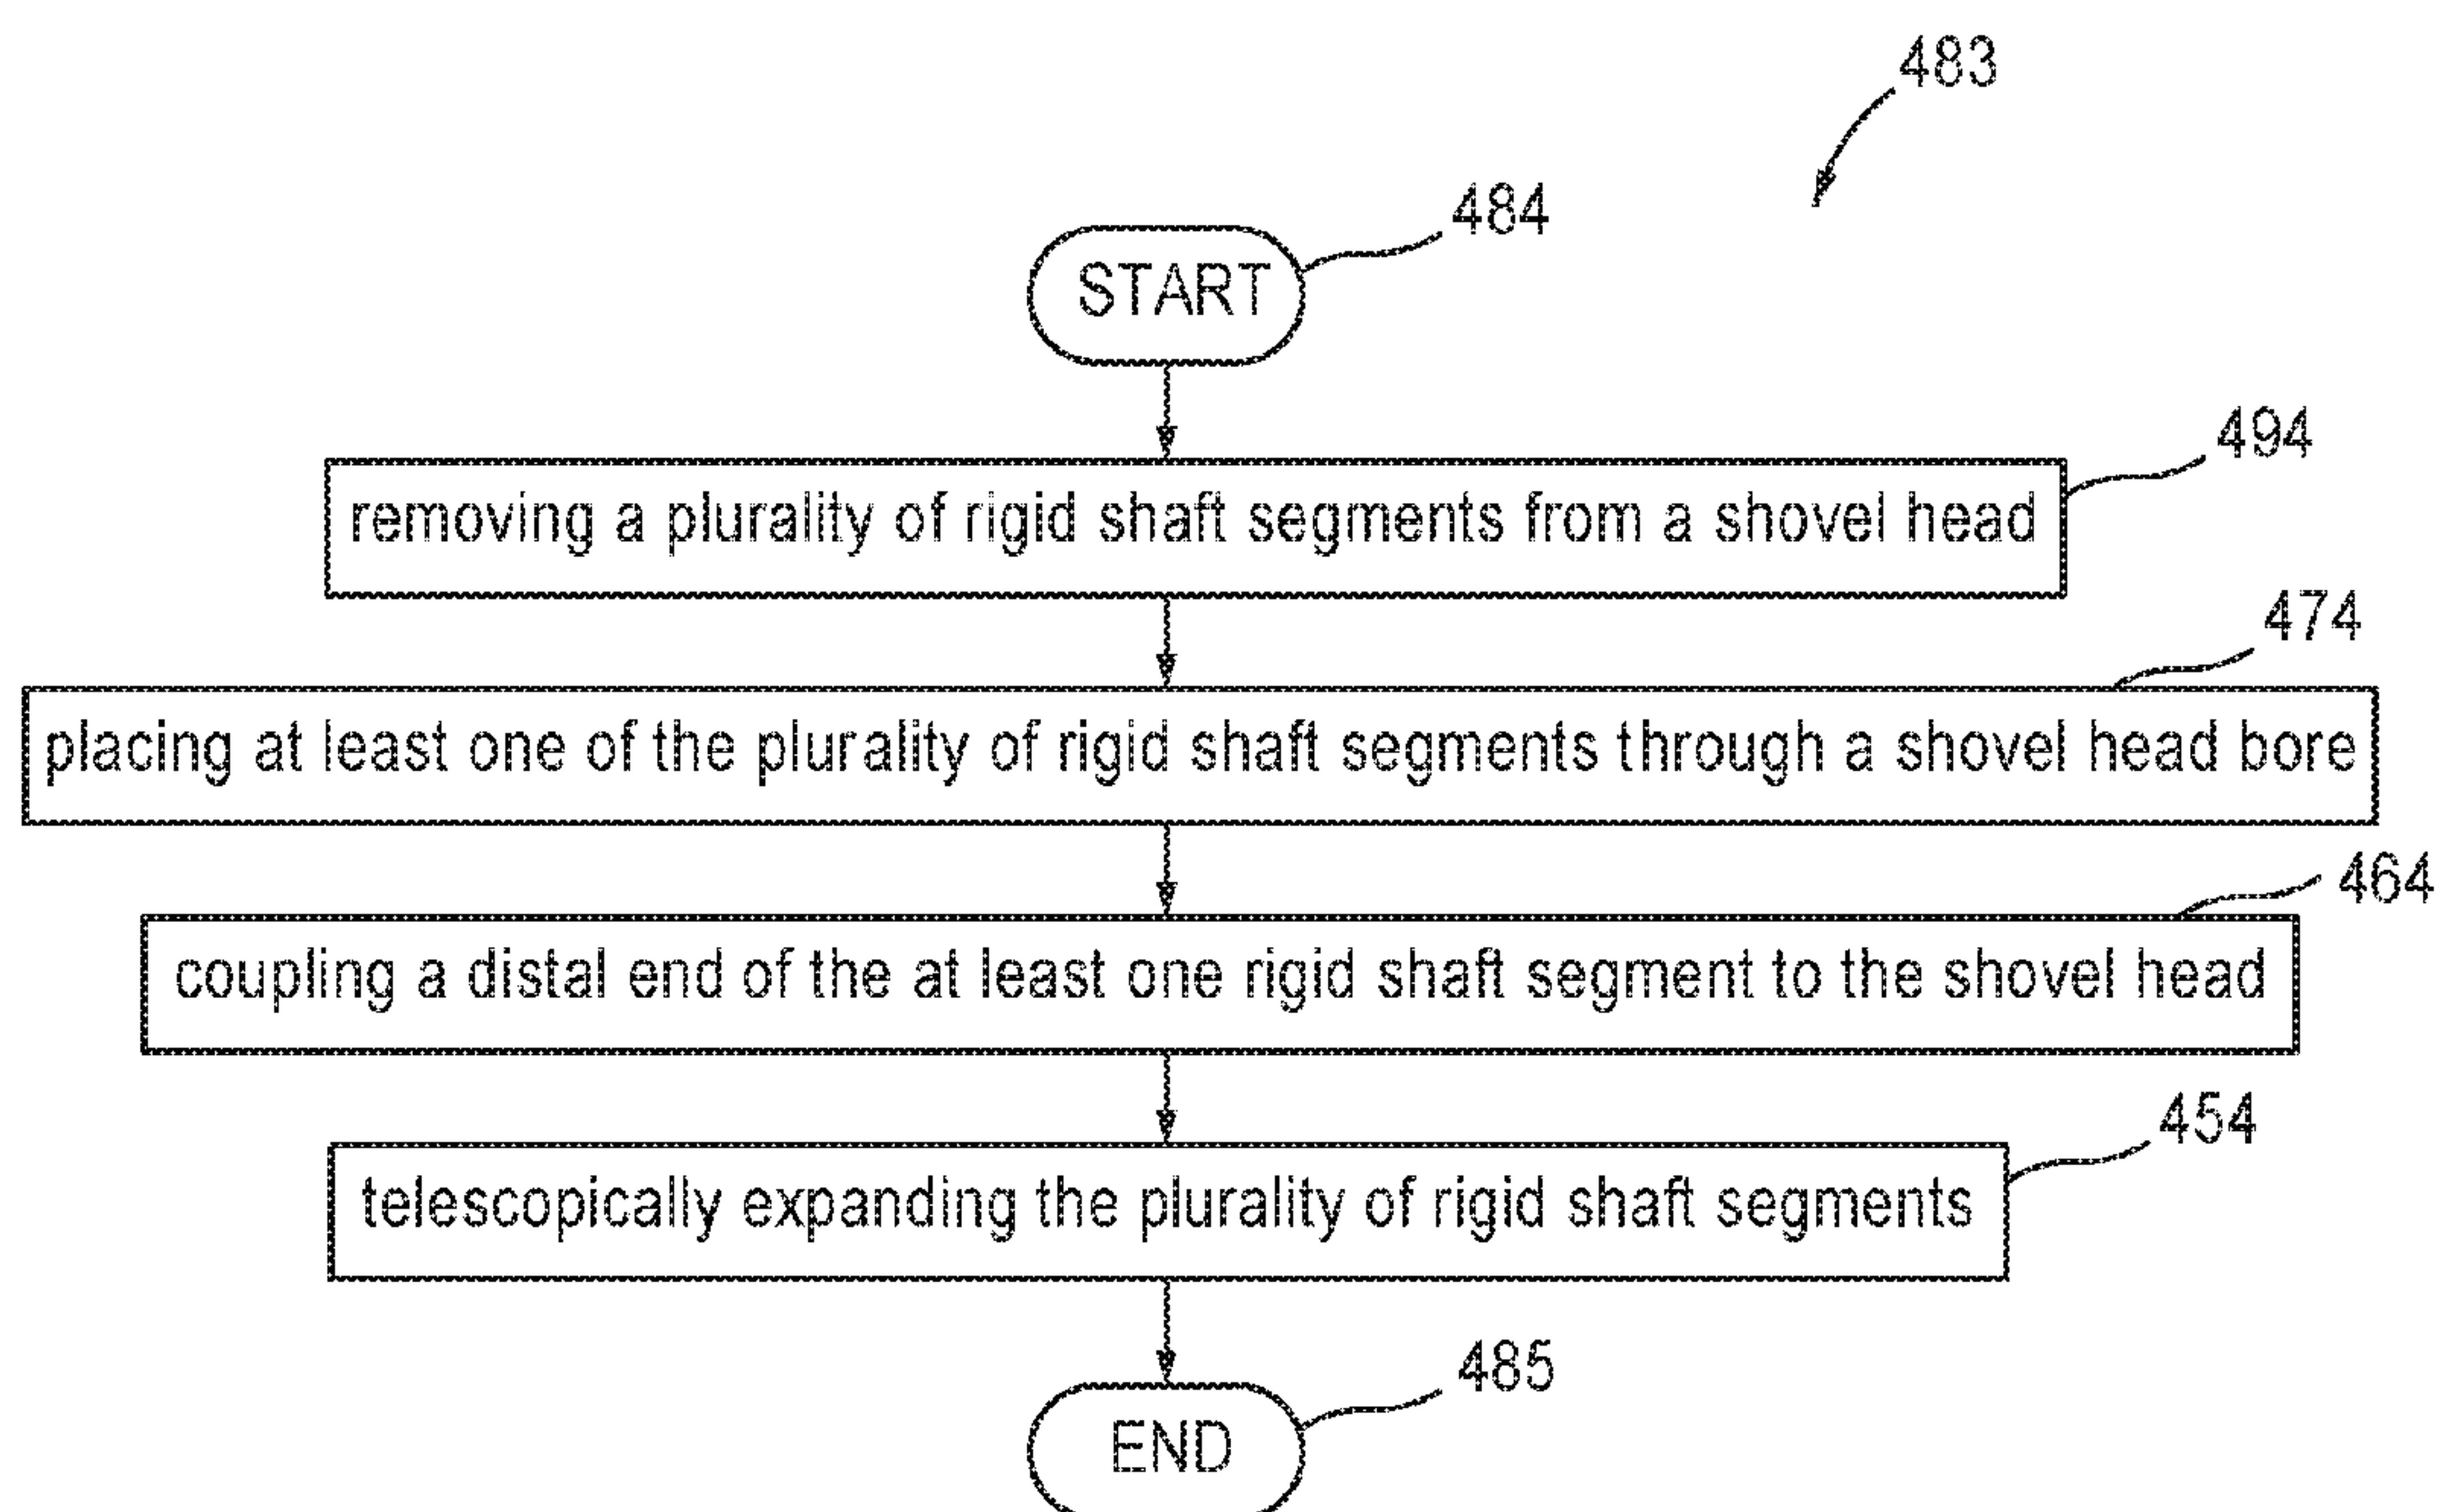 483
484
START
494
removing a plurality of rigid shaft segments from a shovel head
474
placing at least one of the plurality of rigid shaft segments through a shovel head bore
464
coupling a distal end of the at least one rigid shaft segment to the shovel head
454
telescopically expanding the plurality of rigid shaft segments
485
END